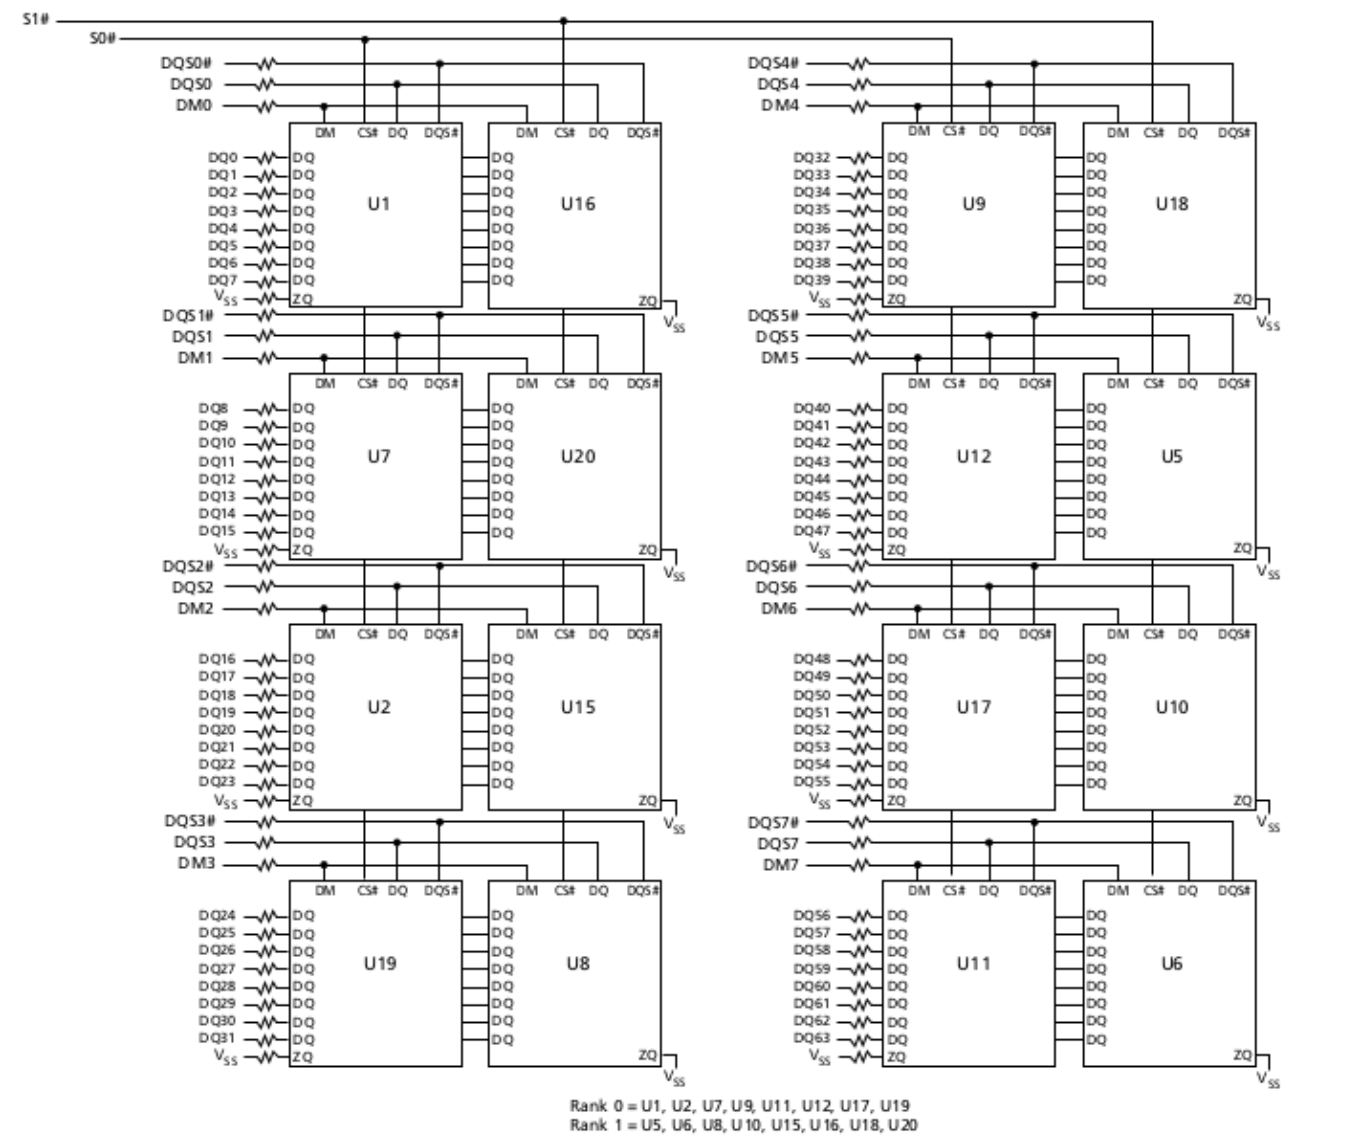 S1#
S0#
DQS0#
DQS0
DM0
DM CS# DQ DQS#
DM CS# DQ DQS#
DQ0 DQ DQ
DQ1 DQ DQ
DQ2 DQ DQ
U1 U16
DQ3 DQ DQ
DQ4 DQ DQ
DQ5 DQ DQ
DQ6 DQ DQ
DQ7 DQ DQ
VSS ZQ ZQ
VSS
DQS1#
DQS1
DM1
DM CS# DQ DQS#
DM CS# DQ DQS#
DQ8 DQ DQ
DQ9 DQ DQ
DQ10 DQ DQ
U7 U20
DQ11 DQ DQ
DQ12 DQ DQ
DQ13 DQ DQ
DQ14 DQ DQ
DQ15 DQ DQ
VSS ZQ ZQ
VSS
DQS2#
DQS2
DM2
DM CS# DQ DQS#
DM CS# DQ DQS#
DQ16 DQ DQ
DQ17 DQ DQ
DQ18 DQ DQ
U2 U15
DQ19 DQ DQ
DQ20 DQ DQ
DQ21 DQ DQ
DQ22 DQ DQ
DQ23 DQ DQ
VSS ZQ ZQ
VSS
DQS3#
DQS3
DM3
DM CS# DQ DQS#
DM CS# DQ DQS#
DQ24 DQ DQ
DQ25 DQ DQ
DQ26 DQ DQ
U19 U8
DQ27 DQ DQ
DQ28 DQ DQ
DQ29 DQ DQ
DQ30 DQ DQ
DQ31 DQ DQ
VSS ZQ ZQ
VSS
DQS4#
DQS4
DM4
DM CS# DQ DQS#
DM CS# DQ DQS#
DQ32 DQ DQ
DQ33 DQ DQ
DQ34 DQ DQ
U9 U18
DQ35 DQ DQ
DQ36 DQ DQ
DQ37 DQ DQ
DQ38 DQ DQ
DQ39 DQ DQ
VSS ZQ
VSS
DQS5#
DQS5
DM5
DM CS# DQ DQS#
DM CS# DQ DQS#
DQ40 DQ DQ
DQ41 DQ DQ
DQ42 DQ DQ
U12 U5
DQ43 DQ DQ
DQ44 DQ DQ
DQ45 DQ DQ
DQ46 DQ DQ
DQ47 DQ DQ
VSS ZQ ZQ
VSS
DQS6#
DQS6
DM6
DM CS# DQ DQS#
DM CS# DQ DQS#
DQ48 DQ DQ
DQ49 DQ DQ
DQ50 DQ DQ
U17 U10
DQ51 DQ DQ
DQ52 DQ DQ
DQ53 DQ DQ
DQ54 DQ DQ
DQ55 DQ DQ
VSS ZQ ZQ
VSS
DQS7#
DQS7
DM7
DM CS# DQ DQS#
DM CS# DQ DQS#
DQ56 DQ DQ
DQ57 DQ DQ
DQ58 DQ DQ
U11 U6
DQ59 DQ DQ
DQ60 DQ DQ
DQ61 DQ DQ
DQ62 DQ DQ
DQ63 DQ DQ
VSS ZQ ZQ
VSS
Rank 0 = U1, U2, U7, U9, U11, U12, U17, U19
Rank 1 = U5, U6, U8, U10, U15, U16, U18, U20